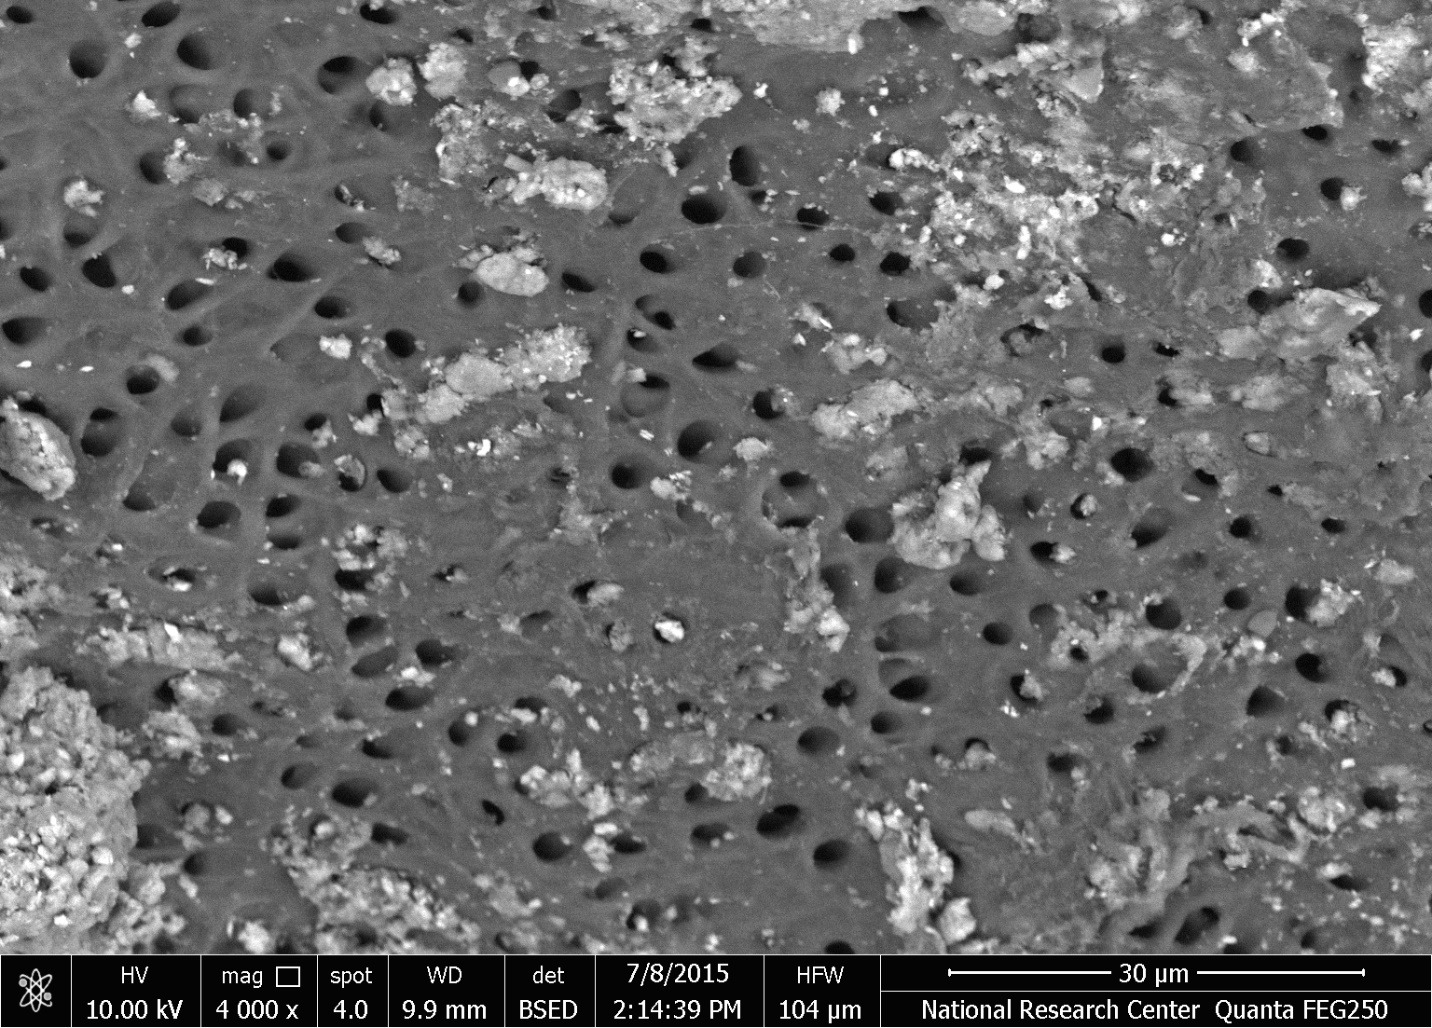 HV mag □ spot WD det 7/8/2015 HFW 30 µm
10.00 kV 4 000 x 4.0 9.9 mm BSED 2:14:39 PM 104 µm National Research Center Quanta FEG250